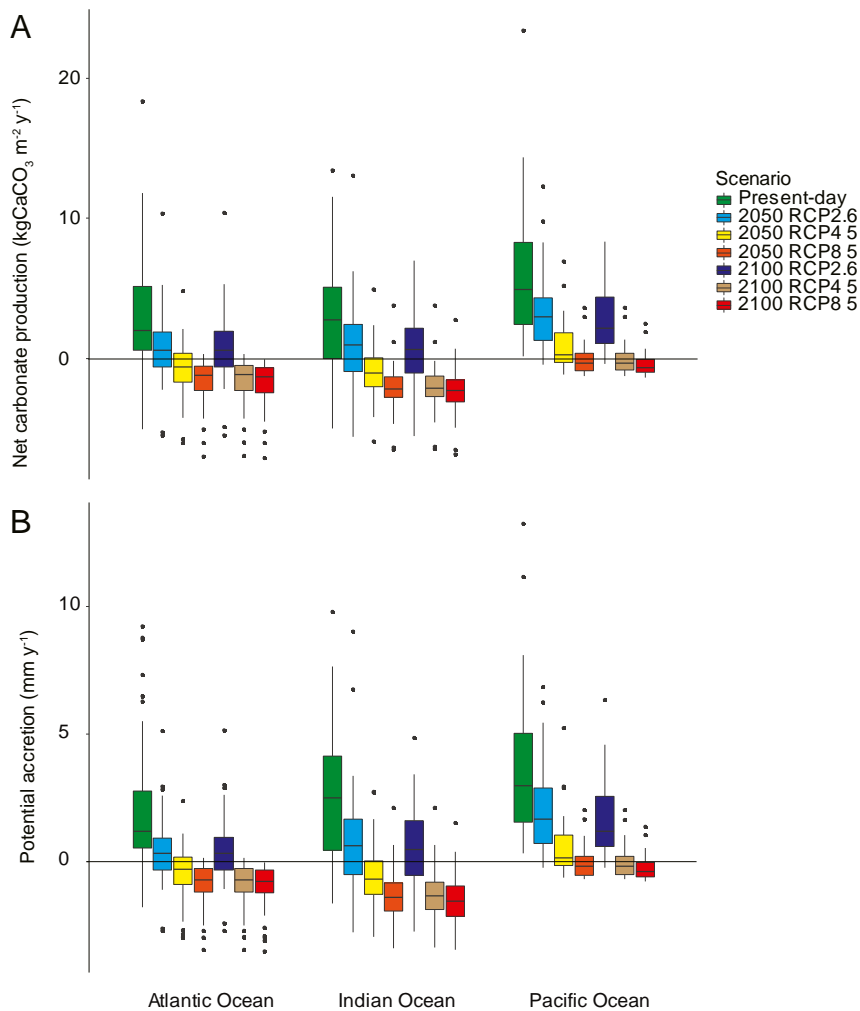 A
Net carbonate production (kgCaCO₃ m⁻² y⁻¹)
20
10
0
Scenario
Present-day
2050 RCP2.6
2050 RCP4 5
2050 RCP8 5
2100 RCP2.6
2100 RCP4 5
2100 RCP8 5
B
Potential accretion (mm y⁻¹)
10
5
0
Atlantic Ocean
Indian Ocean
Pacific Ocean